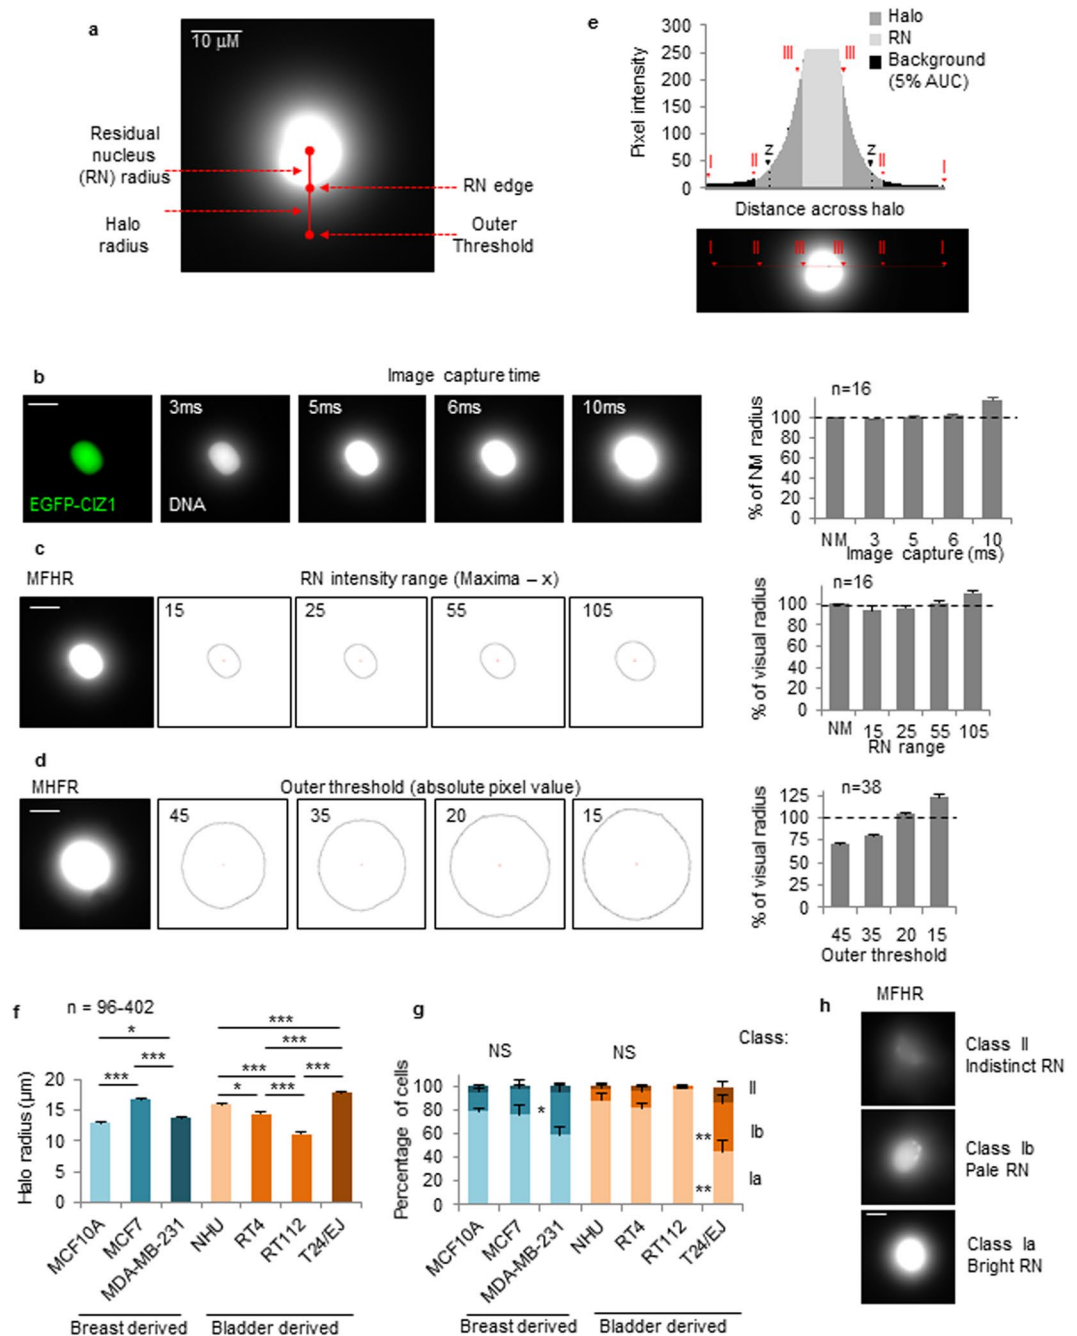 a
10 µM
Residual
nucleus
(RN) radius
Halo
radius
RN edge
Outer
Threshold
e
Pixel intensity
300
250
200
150
100
50
0
III
III
Halo
RN
Background
(5% AUC)
I
II
Z
Z
II
I
Distance across halo
I
II
III
III
II
I
b
Image capture time
EGFP-CIZ1
3ms
DNA
5ms
6ms
10ms
n=16
% of NM radius
100
80
60
40
20
0
NM
3
5
6
10
Image capture (ms)
c
MFHR
RN intensity range (Maxima – x)
15
25
55
105
n=16
% of visual radius
100
80
60
40
20
0
NM
15
25
55
105
RN range
d
MHFR
Outer threshold (absolute pixel value)
45
35
20
15
n=38
% of visual radius
125
100
75
50
25
0
45
35
20
15
Outer threshold
f
n = 96-402
Halo radius (µm)
20
15
10
5
0
*
***
***
***
***
***
*
***
***
MCF10A
MCF7
MDA-MB-231
NHU
RT4
RT112
T24/EJ
Breast derived
Bladder derived
g
Class:
NS
NS
Percentage of cells
100
80
60
40
20
0
*
**
**
II
Ib
Ia
MCF10A
MCF7
MDA-MB-231
NHU
RT4
RT112
T24/EJ
Breast derived
Bladder derived
h
MFHR
Class II
Indistinct RN
Class Ib
Pale RN
Class Ia
Bright RN